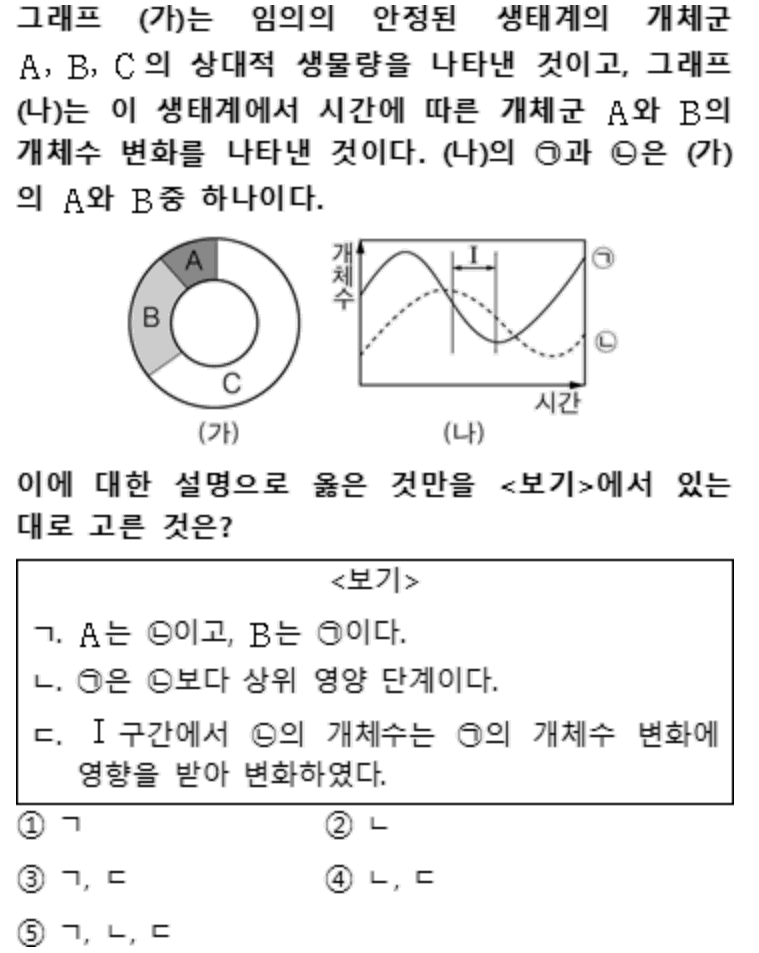 그래프 (가)는 임의의 안정된 생태계의 개체군
A, B, C의 상대적 생물량을 나타낸 것이고, 그래프
(나)는 이 생태계에서 시간에 따른 개체군 A와 B의
개체수 변화를 나타낸 것이다. (나)의 ㉠과 ㉡은 (가)
의 A와 B중 하나이다.
A
B
C
(가)
개체수
I
㉠
㉡
시간
(나)
이에 대한 설명으로 옳은 것만을 <보기>에서 있는
대로 고른 것은?
<보기>
ㄱ. A는 ㉡이고, B는 ㉠이다.
ㄴ. ㉠은 ㉡보다 상위 영양 단계이다.
ㄷ. I 구간에서 ㉡의 개체수는 ㉠의 개체수 변화에
영향을 받아 변화하였다.
① ㄱ ② ㄴ
③ ㄱ, ㄷ ④ ㄴ, ㄷ
⑤ ㄱ, ㄴ, ㄷ